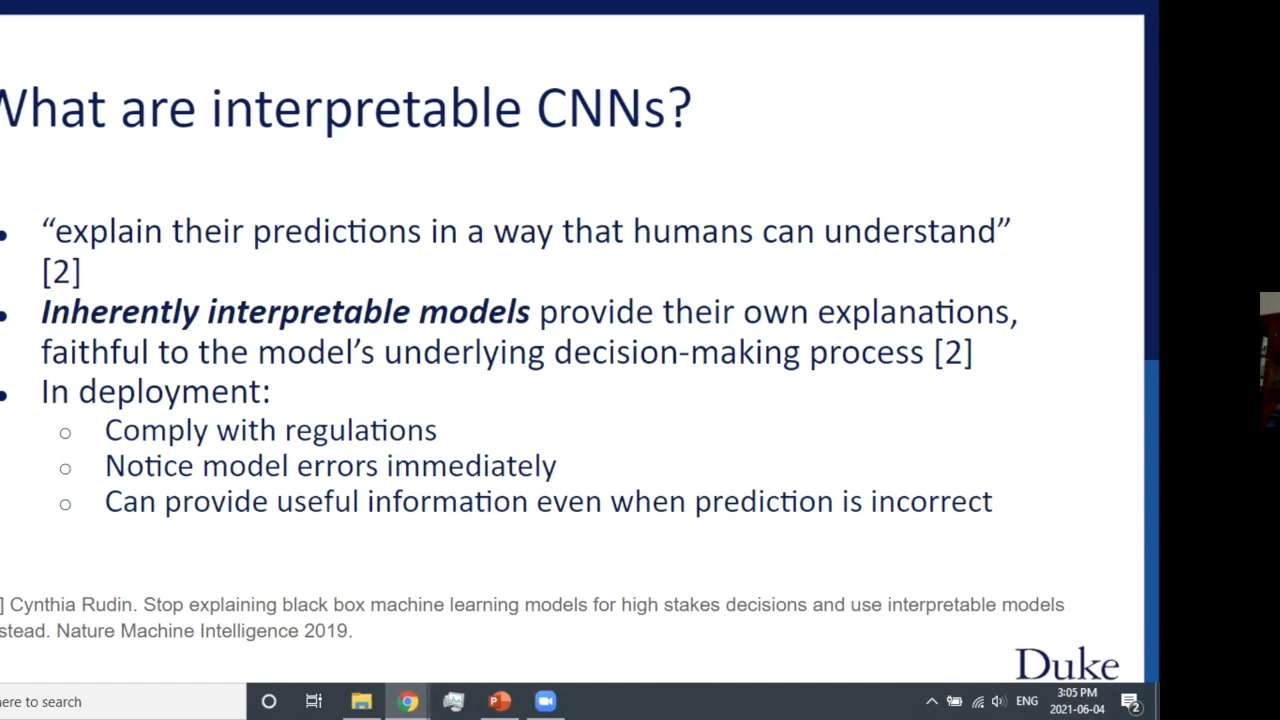 What are interpretable CNNs?
“explain their predictions in a way that humans can understand”
[2]
Inherently interpretable models provide their own explanations,
faithful to the model’s underlying decision-making process [2]
In deployment:
Comply with regulations
Notice model errors immediately
Can provide useful information even when prediction is incorrect
] Cynthia Rudin. Stop explaining black box machine learning models for high stakes decisions and use interpretable models
stead. Nature Machine Intelligence 2019.
Duke
ere to search
ENG
3:05 PM
2021-06-04
2